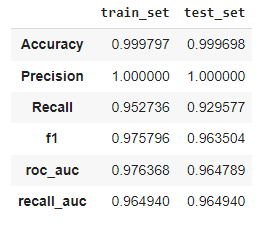 train_set test_set
Accuracy 0.999797 0.999698
Precision 1.000000 1.000000
Recall 0.952736 0.929577
f1 0.975796 0.963504
roc_auc 0.976368 0.964789
recall_auc 0.964940 0.964940